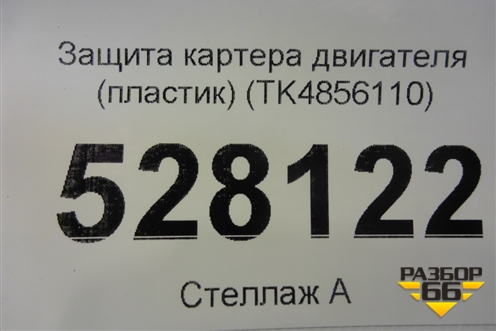 Защита картера двигателя
(пластик) (TK4856110)
528122
Стеллаж А
РАЗБОР
66